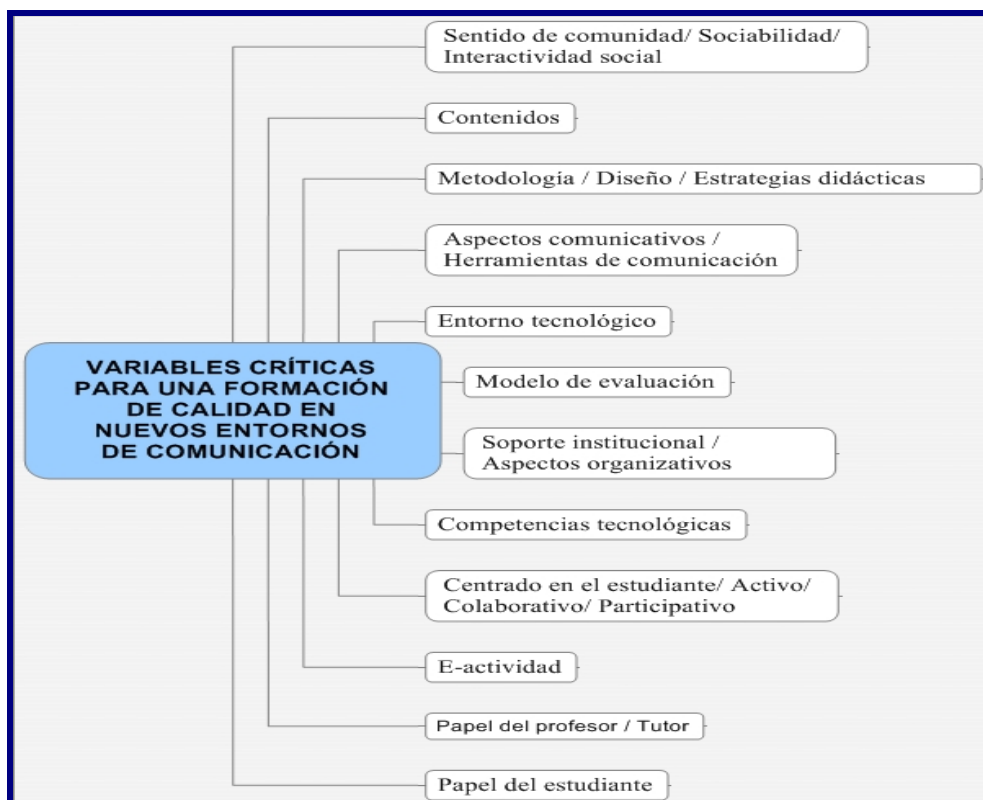 Sentido de comunidad/ Sociabilidad/
Interactividad social
Contenidos
Metodología / Diseño / Estrategias didácticas
Aspectos comunicativos /
Herramientas de comunicación
Entorno tecnológico
VARIABLES CRÍTICAS
PARA UNA FORMACIÓN
DE CALIDAD EN
NUEVOS ENTORNOS
DE COMUNICACIÓN
Modelo de evaluación
Soporte institucional /
Aspectos organizativos
Competencias tecnológicas
Centrado en el estudiante/ Activo/
Colaborativo/ Participativo
E-actividad
Papel del profesor / Tutor
Papel del estudiante